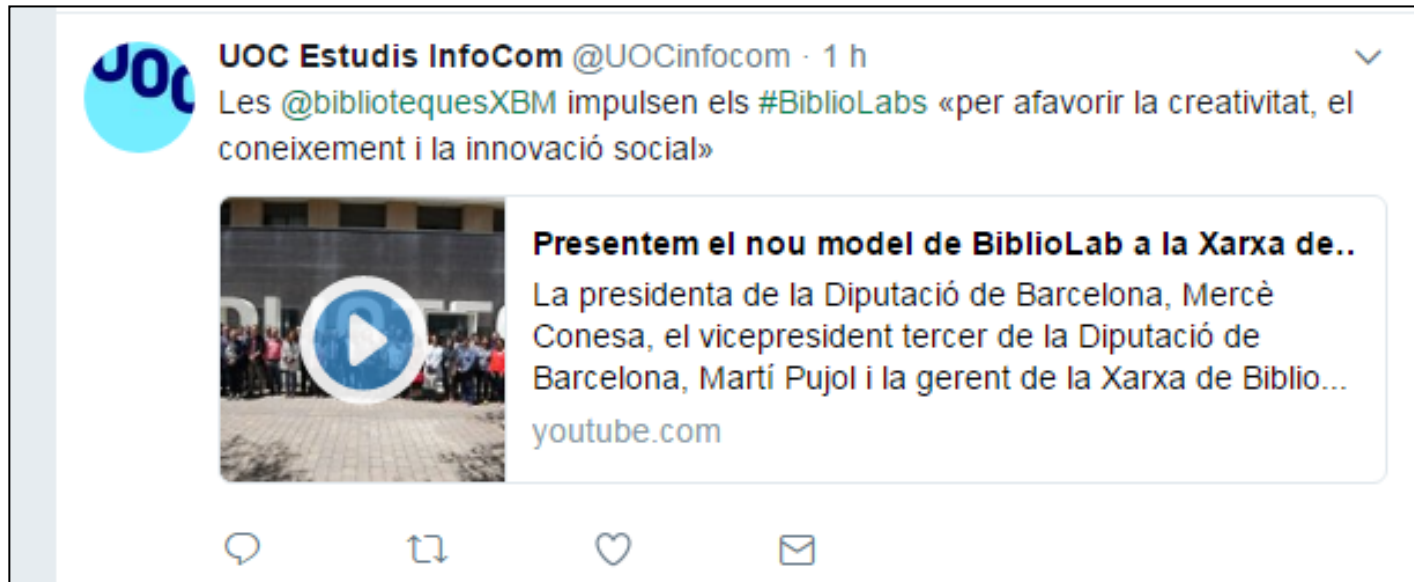 UOC
UOC Estudis InfoCom @UOCinfocom · 1 h
Les @bibliotequesXBM impulsen els #BiblioLabs «per afavorir la creativitat, el
coneixement i la innovació social»
Presentem el nou model de BiblioLab a la Xarxa de..
La presidenta de la Diputació de Barcelona, Mercè
Conesa, el vicepresident tercer de la Diputació de
Barcelona, Martí Pujol i la gerent de la Xarxa de Biblio...
youtube.com